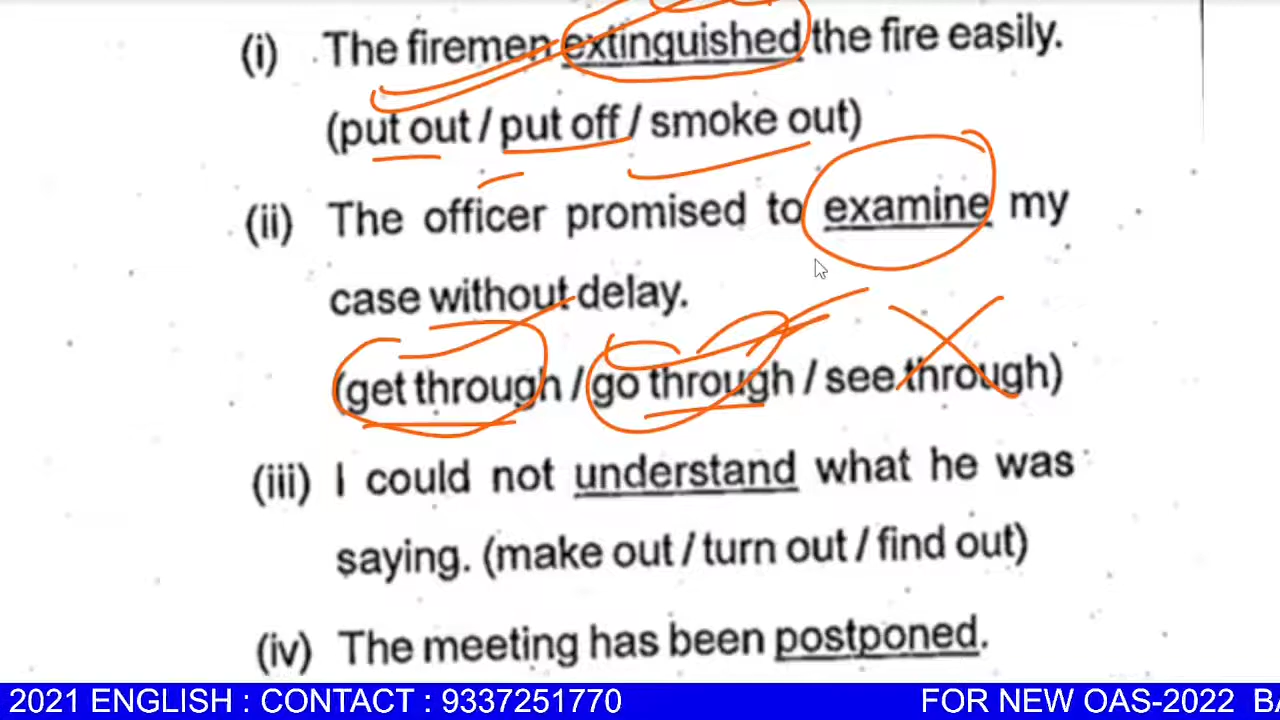 (i) The firemen extinguished the fire easily.
(put out / put off / smoke out)
(ii) The officer promised to examine my
case without delay.
(get through / go through / see through)
(iii) I could not understand what he was
saying. (make out / turn out / find out)
(iv) The meeting has been postponed.
2021 ENGLISH : CONTACT : 9337251770 FOR NEW OAS-2022